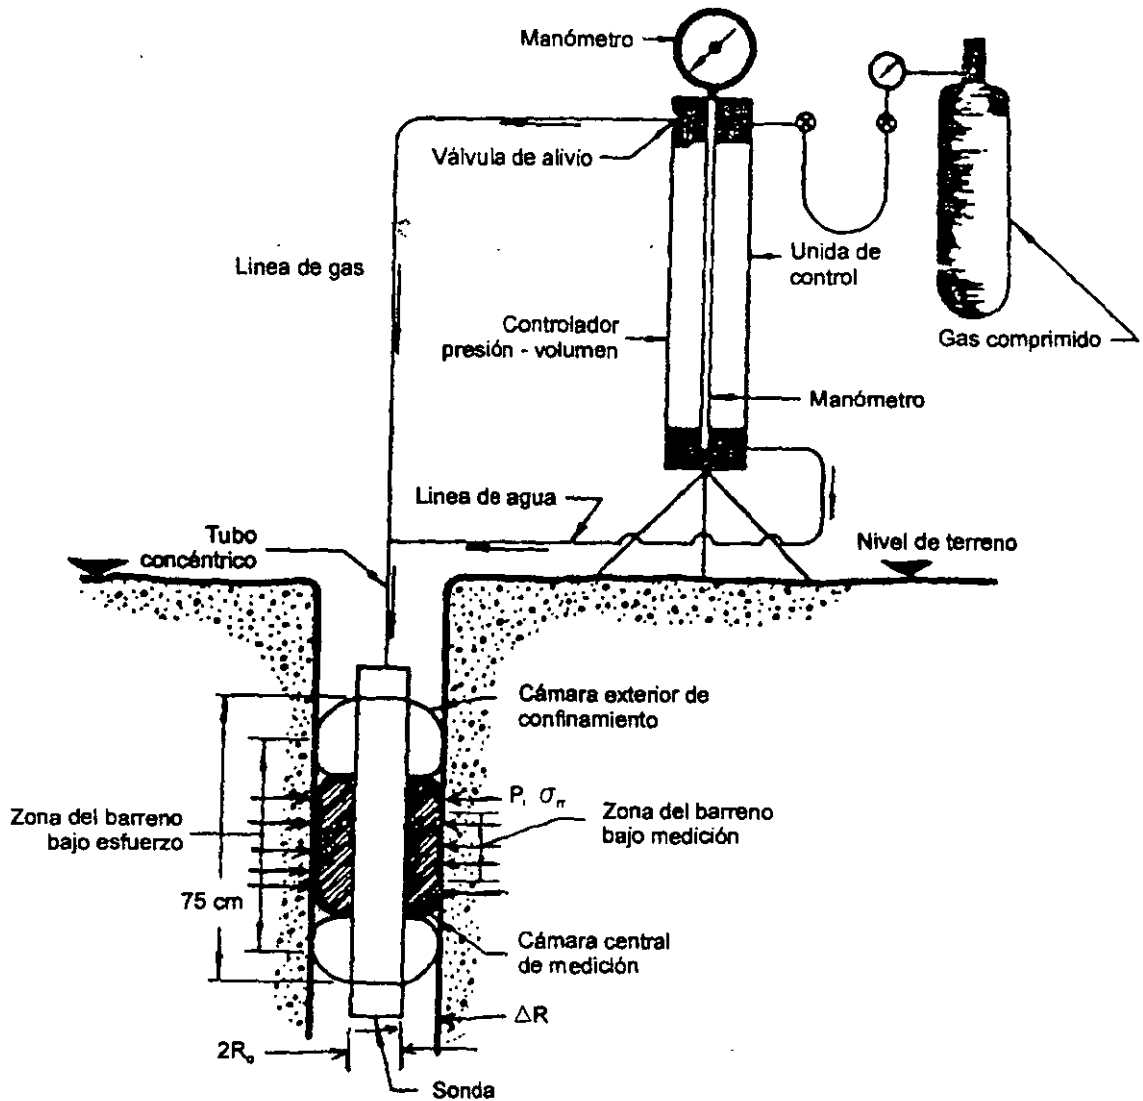 Manómetro
Válvula de alivio
Linea de gas
Unida de
control
Controlador
presión - volumen
Gas comprimido
Manómetro
Linea de agua
Tubo
concéntrico
Nivel de terreno
Cámara exterior de
confinamiento
P, σrr
Zona del barreno
bajo esfuerzo
Zona del barreno
bajo medición
75 cm
Cámara central
de medición
ΔR
2R₀
Sonda